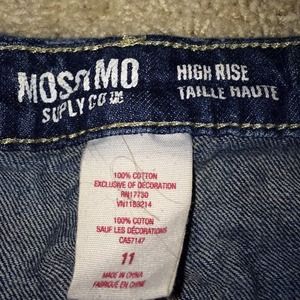 MOSSIMO
SUPPLY CO™
HIGH RISE
TAILLE HAUTE
100% COTTON
EXCLUSIVE OF DECORATION
RN17730
VN1189214
100% COTON
SAUF LES DÉCORATIONS
CA57147
11
MADE IN CHINA
FABRIQUÉ EN CHINE